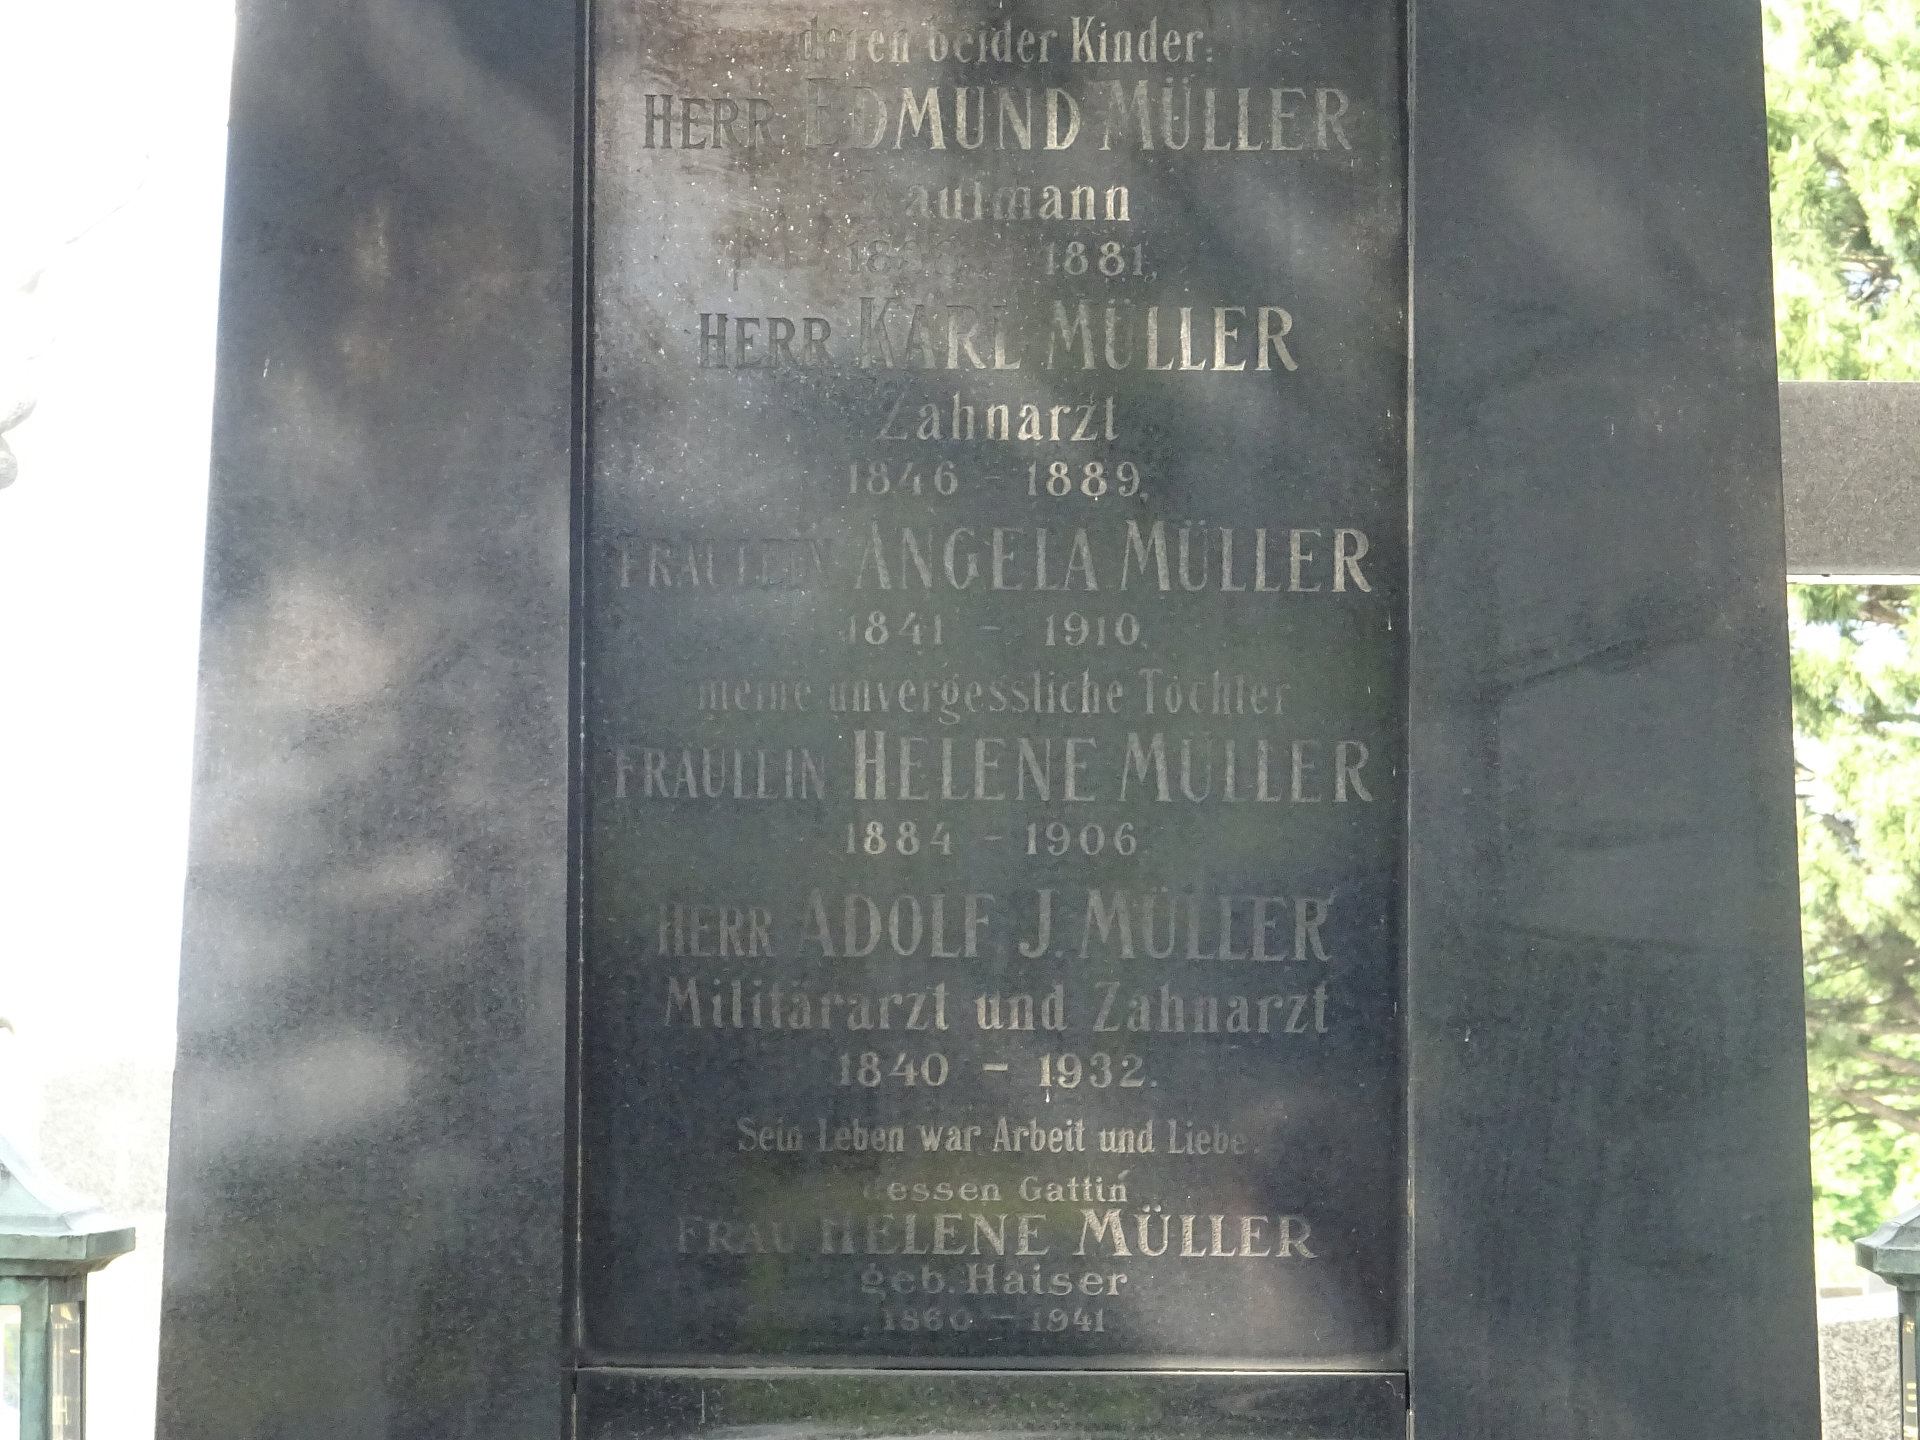 deren beider Kinder:
HERR EDMUND MÜLLER
Kaufmann
1881,
HERR KARL MÜLLER
Zahnarzt
1846 - 1889,
FRÄULEIN ANGELA MÜLLER
1841 - 1910,
meine unvergessliche Tochter
FRÄULEIN HELENE MÜLLER
1884 - 1906.
HERR ADOLF J. MÜLLER
Militärarzt und Zahnarzt
1840 - 1932.
Sein Leben war Arbeit und Liebe.
dessen Gattin
FRAU HELENE MÜLLER
geb. Haiser
1860 - 1941